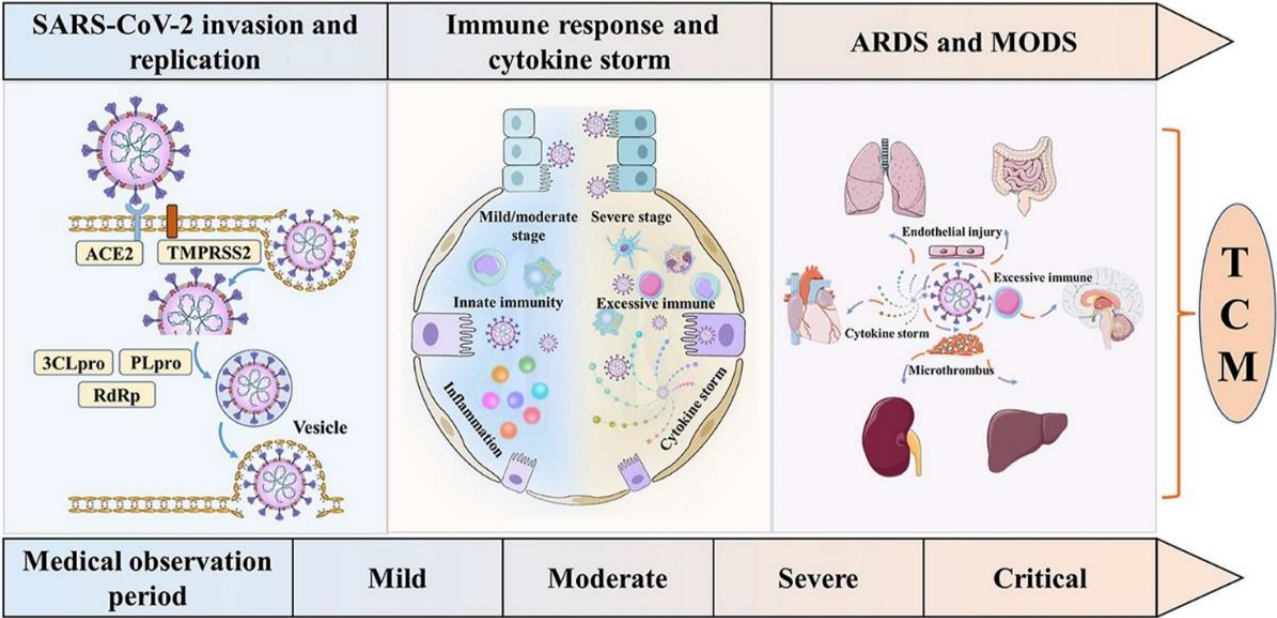 SARS-CoV-2 invasion and
replication
Immune response and
cytokine storm
ARDS and MODS
ACE2
TMPRSS2
3CLpro
PLpro
RdRp
Vesicle
Mild/moderate
stage
Severe stage
Innate immunity
Excessive immune
Inflammation
Cytokine storm
Endothelial injury
Excessive immune
Cytokine storm
Microthrombus
T
C
M
Medical observation
period
Mild
Moderate
Severe
Critical